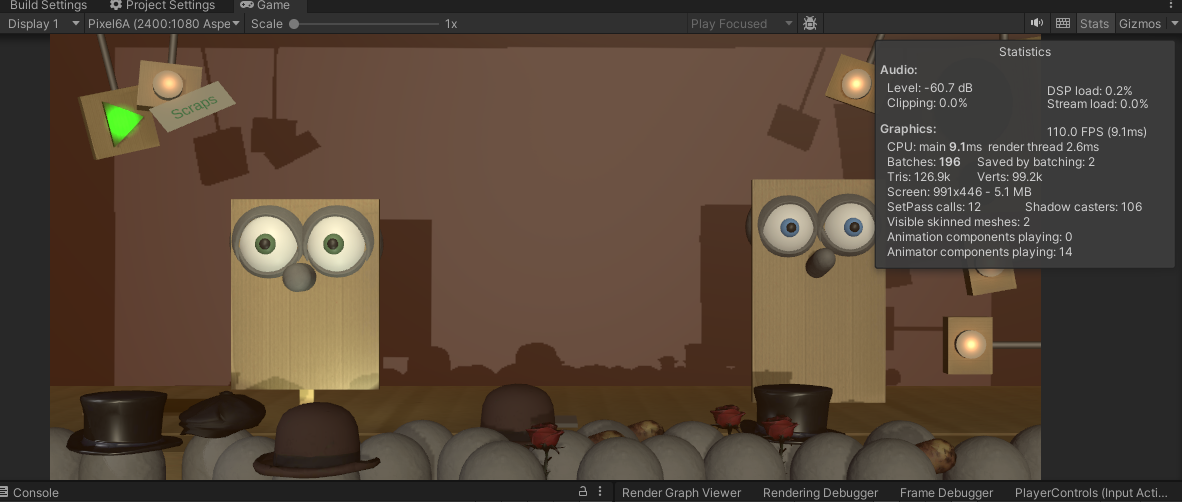 Build Settings Project Settings Game
Display 1 Pixel6A (2400:1080 Aspe Scale 1x Play Focused Stats Gizmos
Statistics
Audio:
Level: -60.7 dB DSP load: 0.2%
Clipping: 0.0% Stream load: 0.0%
Graphics: 110.0 FPS (9.1ms)
CPU: main 9.1ms render thread 2.6ms
Batches: 196 Saved by batching: 2
Tris: 126.9k Verts: 99.2k
Screen: 991x446 - 5.1 MB
SetPass calls: 12 Shadow casters: 106
Visible skinned meshes: 2
Animation components playing: 0
Animator components playing: 14
Scraps
Console Render Graph Viewer Rendering Debugger Frame Debugger PlayerControls (Input Acti...